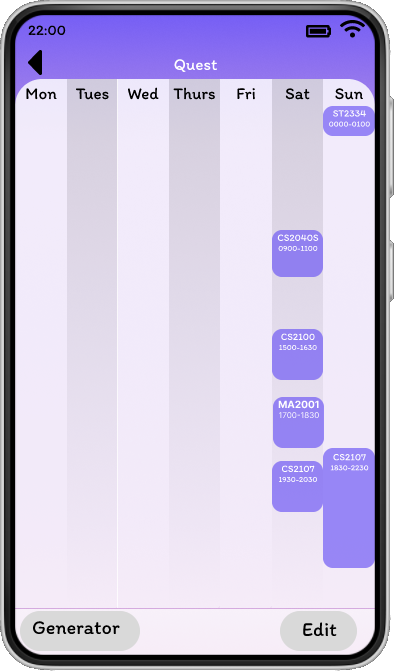 22:00
Quest
Mon Tues Wed Thurs Fri Sat Sun
ST2334
0000-0100
CS2040S
0900-1100
CS2100
1500-1630
MA2001
1700-1830
CS2107
1930-2030
CS2107
1830-2230
Generator
Edit